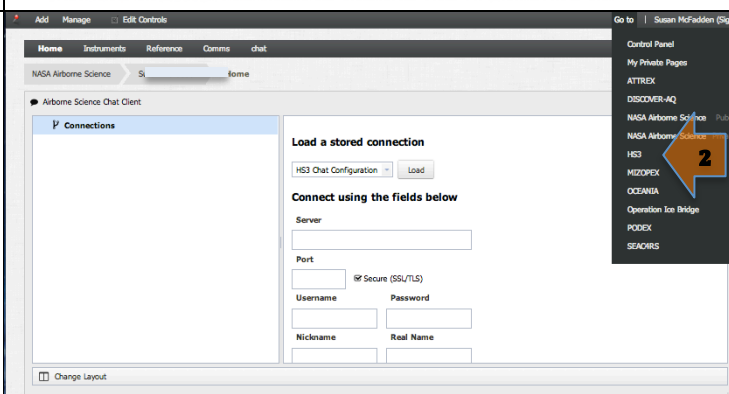 Add Manage Edit Controls Go to | Susan McFadden (Sig
Home Instruments Reference Comms chat
NASA Airborne Science Home
Airborne Science Chat Client
Connections
Load a stored connection
HS3 Chat Configuration Load
Connect using the fields below
Server
Port
Secure (SSL/TLS)
Username Password
Nickname Real Name
Change Layout
Control Panel
My Private Pages
ATTREX
DISCOVER-AQ
NASA Airborne Science Pub
NASA Airborne Science
HS3
2
MIZOPEX
OCEANIA
Operation Ice Bridge
PODEX
SEAC4RS